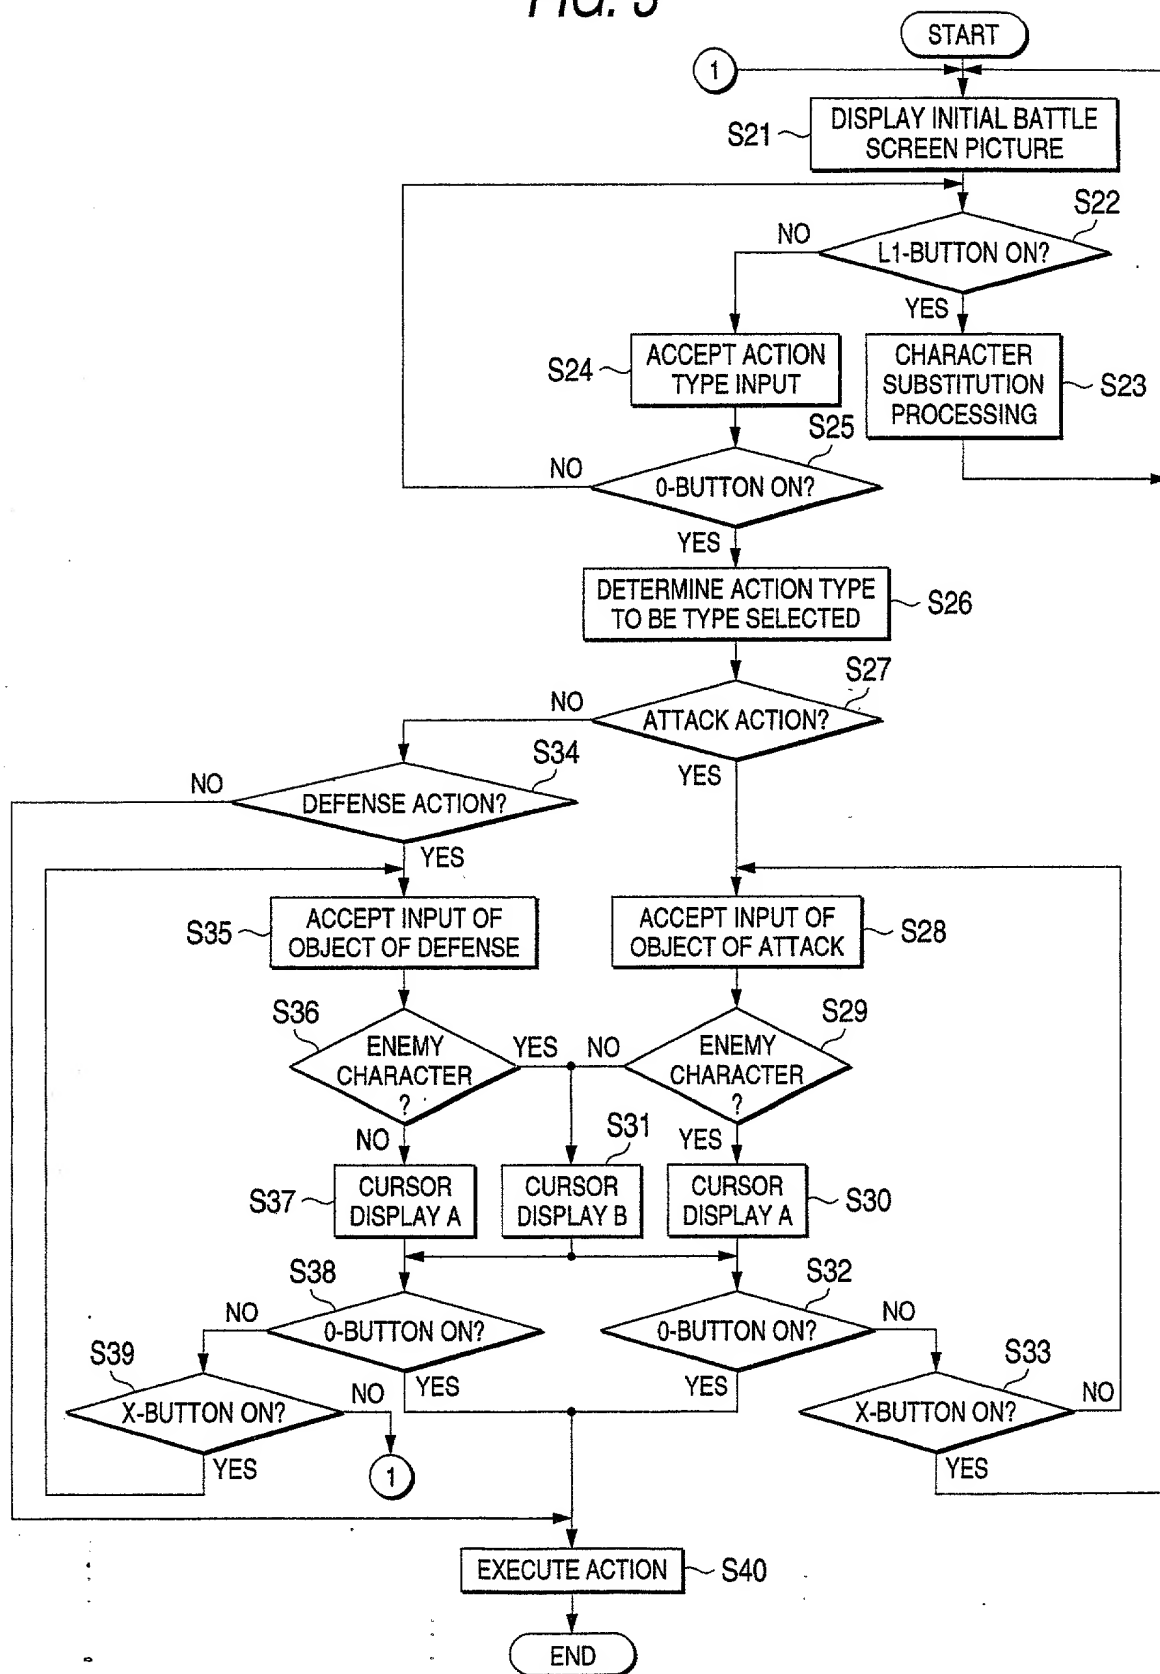 FIG. 5
START
1
DISPLAY INITIAL BATTLE
SCREEN PICTURE
S21
S22
NO
L1-BUTTON ON?
YES
S24
ACCEPT ACTION
TYPE INPUT
CHARACTER
SUBSTITUTION
PROCESSING
S23
S25
NO
0-BUTTON ON?
YES
DETERMINE ACTION TYPE
TO BE TYPE SELECTED
S26
S27
NO
ATTACK ACTION?
YES
S34
NO
DEFENSE ACTION?
YES
S35
ACCEPT INPUT OF
OBJECT OF DEFENSE
ACCEPT INPUT OF
OBJECT OF ATTACK
S28
S36
ENEMY
CHARACTER
?
YES
NO
S29
ENEMY
CHARACTER
?
NO
S31
YES
S37
CURSOR
DISPLAY A
CURSOR
DISPLAY B
CURSOR
DISPLAY A
S30
S38
S32
NO
0-BUTTON ON?
0-BUTTON ON?
NO
S39
YES
YES
S33
X-BUTTON ON?
NO
X-BUTTON ON?
NO
YES
1
YES
EXECUTE ACTION
S40
END